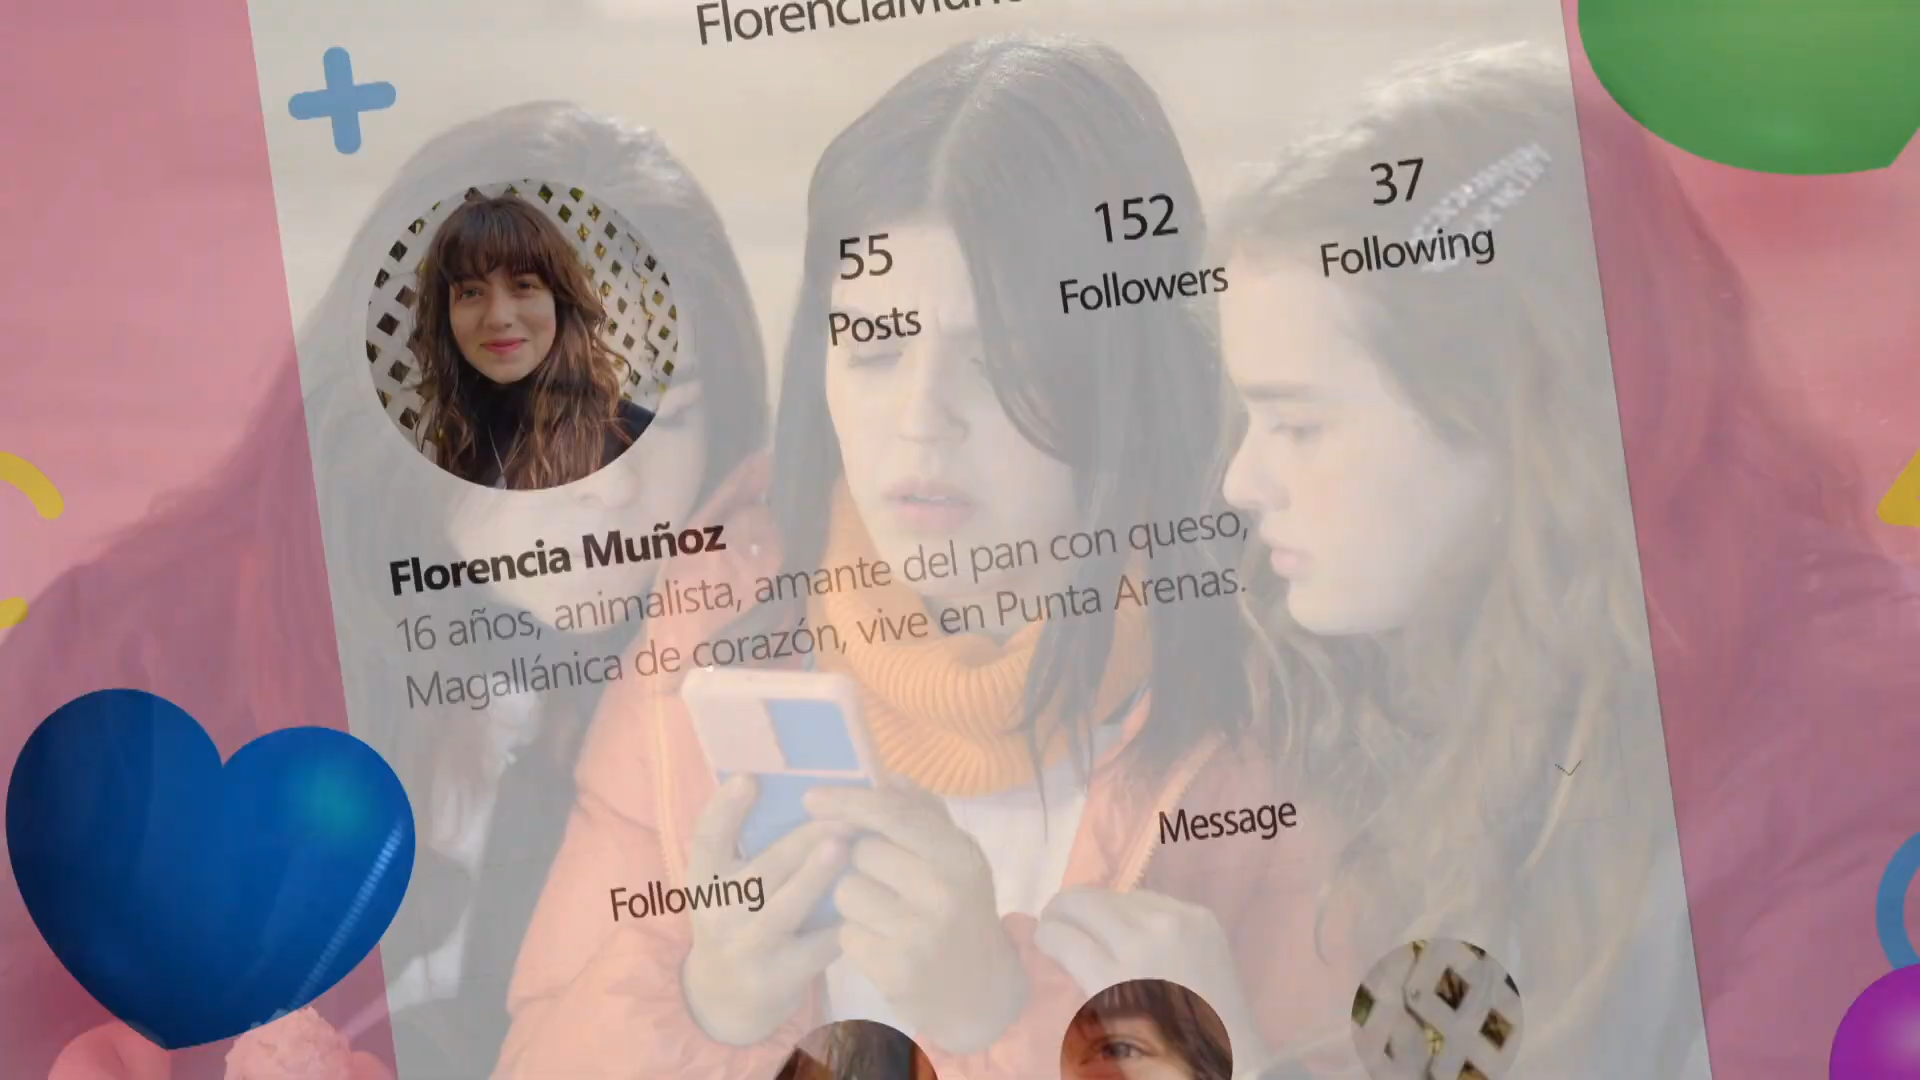 55
Posts
152
Followers
37
Following
Florencia Muñoz
16 años, animalista, amante del pan con queso,
Magallánica de corazón, vive en Punta Arenas.
Following
Message